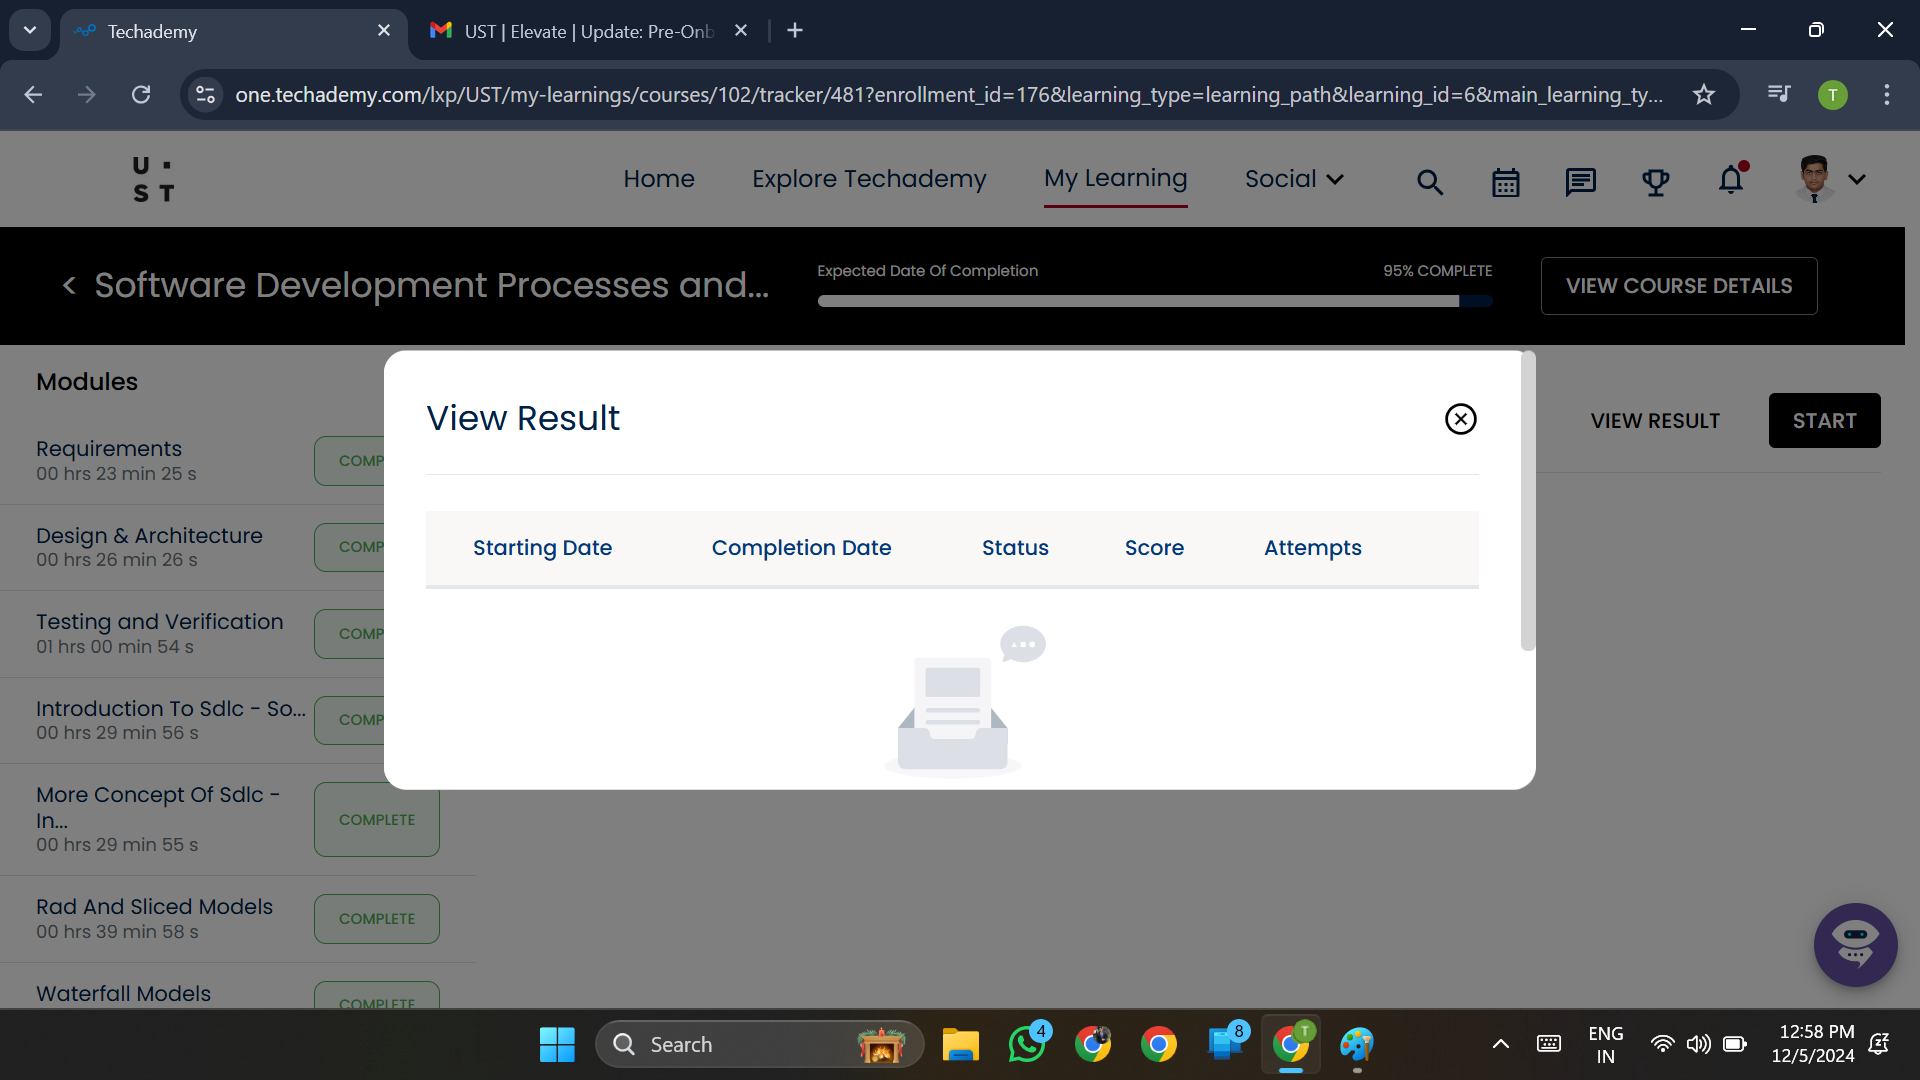 Techademy
UST | Elevate | Update: Pre-Onb
one.techademy.com/lxp/UST/my-learnings/courses/102/tracker/481?enrollment_id=176&learning_type=learning_path&learning_id=6&main_learning_ty...
T
U·
ST
Home
Explore Techademy
My Learning
Social
< Software Development Processes and...
Expected Date Of Completion
95% COMPLETE
VIEW COURSE DETAILS
Modules
VIEW RESULT
START
Requirements
00 hrs 23 min 25 s
COMP
Design & Architecture
00 hrs 26 min 26 s
COMP
Testing and Verification
01 hrs 00 min 54 s
COMP
Introduction To Sdlc - So...
00 hrs 29 min 56 s
COMP
More Concept Of Sdlc -
In...
00 hrs 29 min 55 s
COMPLETE
Rad And Sliced Models
00 hrs 39 min 58 s
COMPLETE
Waterfall Models
COMPLETE
View Result
Starting Date
Completion Date
Status
Score
Attempts
Search
4
8
T
ENG
IN
12:58 PM
12/5/2024